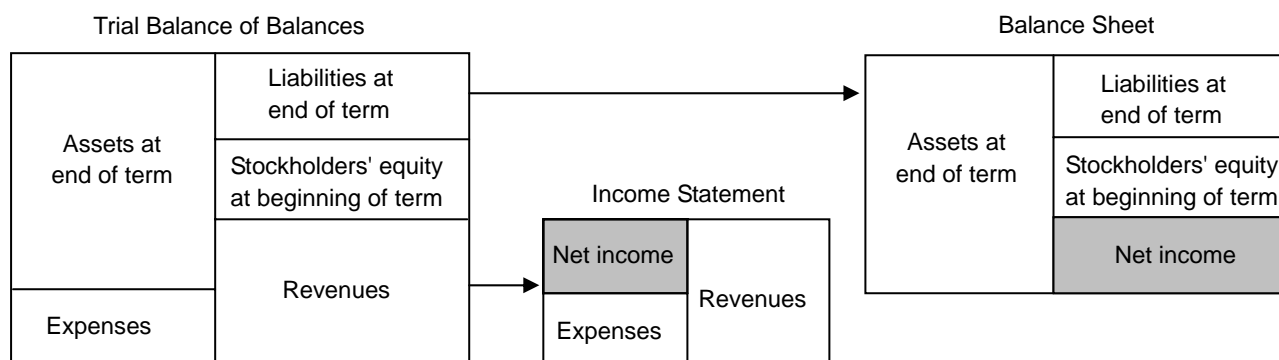 Trial Balance of Balances
Assets at
end of term
Expenses
Liabilities at
end of term
Stockholders' equity
at beginning of term
Revenues
Income Statement
Net income
Expenses
Revenues
Balance Sheet
Assets at
end of term
Liabilities at
end of term
Stockholders' equity
at beginning of term
Net income